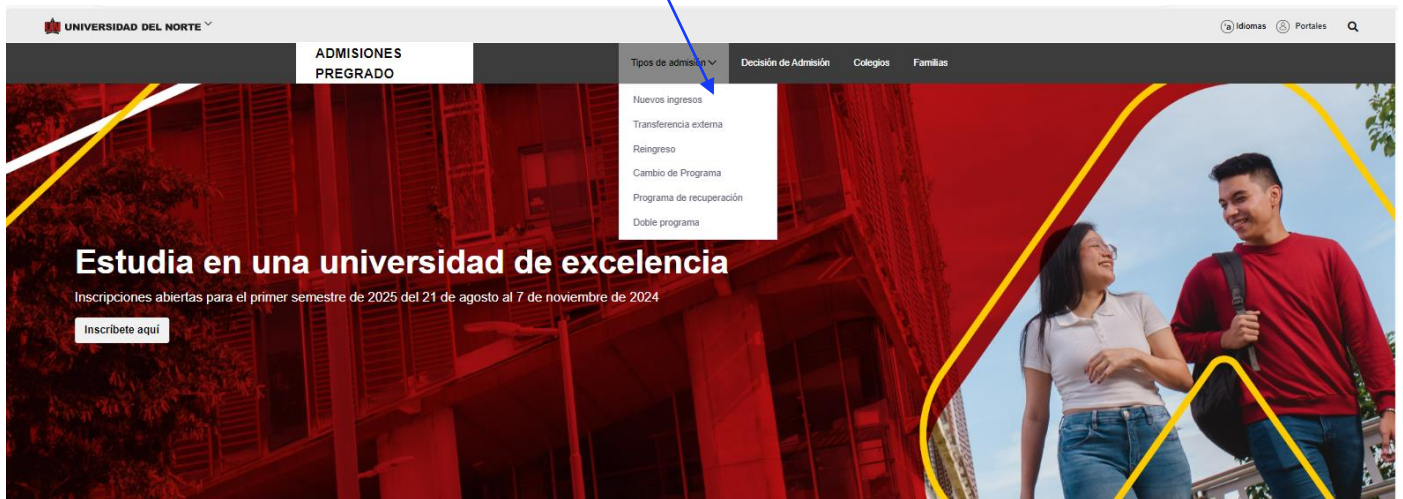 UNIVERSIDAD DEL NORTE
Idiomas
Portales
ADMISIONES
PREGRADO
Tipos de admisión
Decisión de Admisión
Colegios
Familias
Nuevos ingresos
Transferencia externa
Reingreso
Cambio de Programa
Programa de recuperación
Doble programa
Estudia en una universidad de excelencia
Inscripciones abiertas para el primer semestre de 2025 del 21 de agosto al 7 de noviembre de 2024
Inscríbete aquí